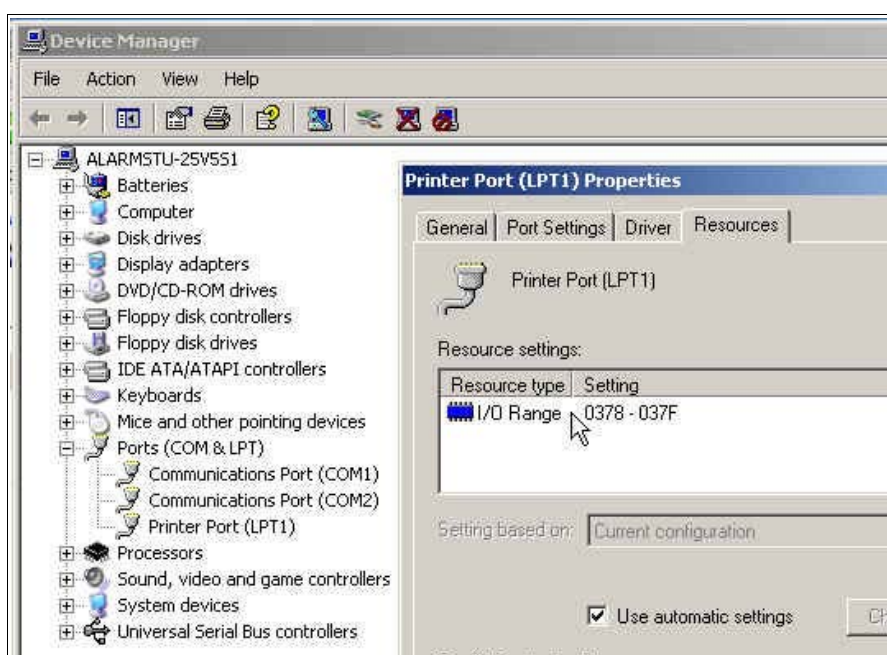 Device Manager
File Action View Help
ALARMSTU-25V5S1
Batteries
Computer
Disk drives
Display adapters
DVD/CD-ROM drives
Floppy disk controllers
Floppy disk drives
IDE ATA/ATAPI controllers
Keyboards
Mice and other pointing devices
Ports (COM & LPT)
Communications Port (COM1)
Communications Port (COM2)
Printer Port (LPT1)
Processors
Sound, video and game controllers
System devices
Universal Serial Bus controllers
Printer Port (LPT1) Properties
General Port Settings Driver Resources
Printer Port (LPT1)
Resource settings:
Resource type Setting
I/O Range 0378 - 037F
Setting based on: Current configuration
Use automatic settings